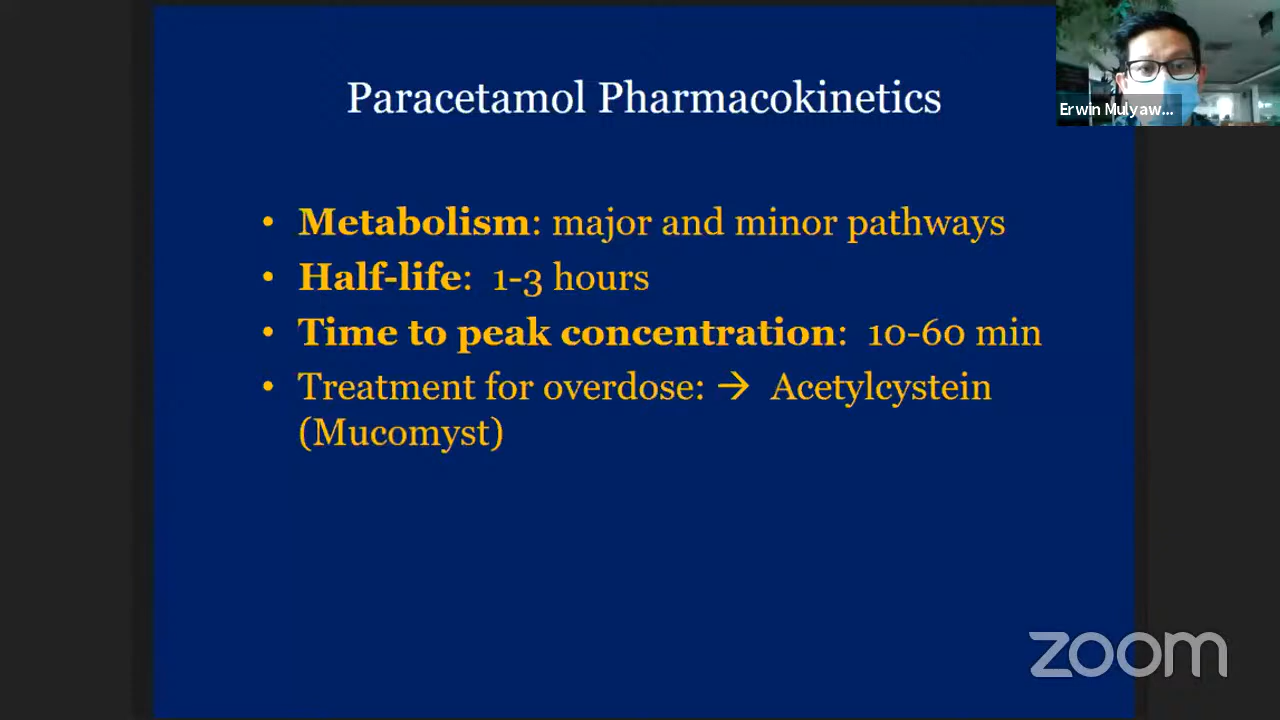 Paracetamol Pharmacokinetics
Erwin Mulyaw...
• Metabolism: major and minor pathways
• Half-life: 1-3 hours
• Time to peak concentration: 10-60 min
• Treatment for overdose: → Acetylcystein
(Mucomyst)
zoom